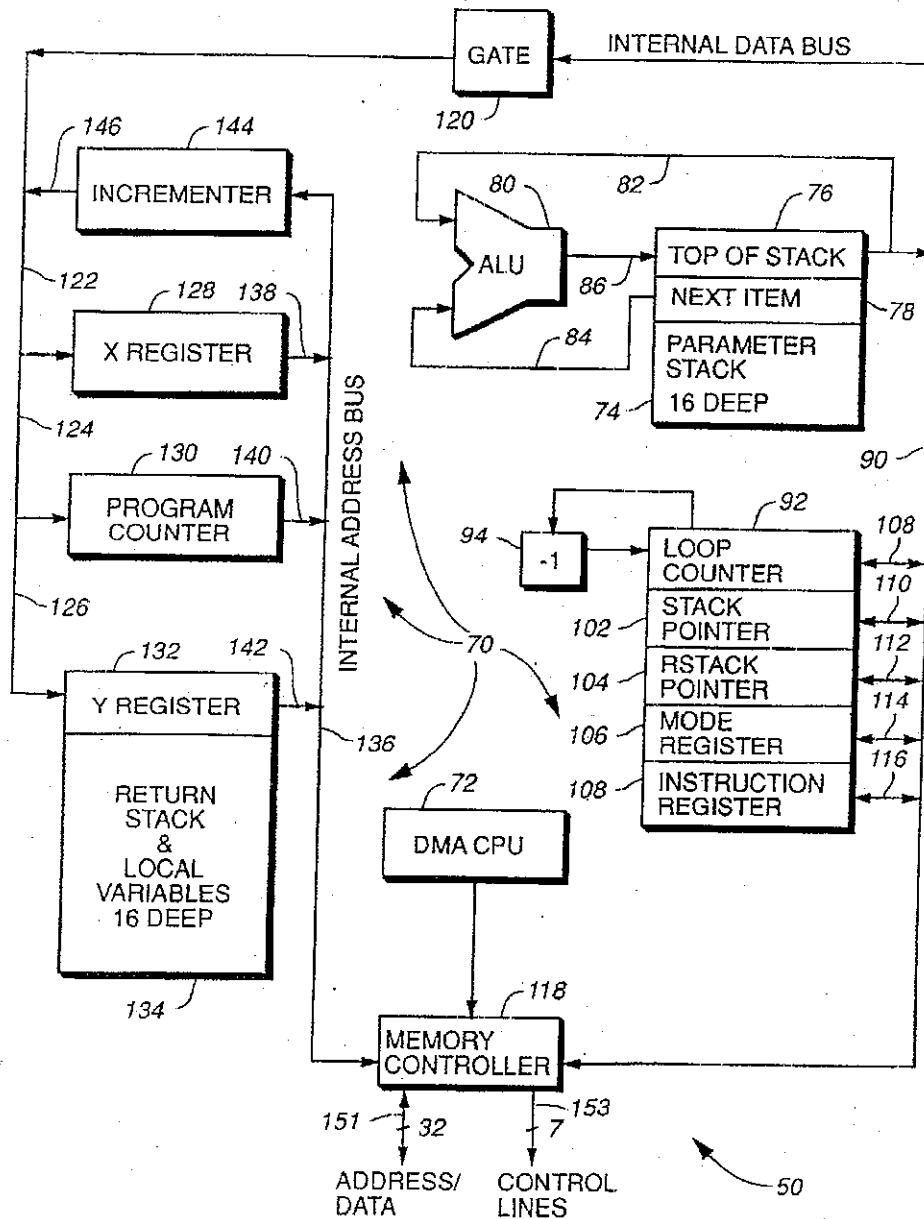 INTERNAL DATA BUS
GATE
120
146
144
INCREMENTER
82
80
76
ALU
86
TOP OF STACK
NEXT ITEM
78
84
PARAMETER
STACK
16 DEEP
74
90
122
128
138
X REGISTER
124
130
140
PROGRAM
COUNTER
INTERNAL ADDRESS BUS
126
132
142
Y REGISTER
136
RETURN
STACK
&
LOCAL
VARIABLES
16 DEEP
134
70
94
-1
92
LOOP
COUNTER
108
102
STACK
POINTER
110
104
RSTACK
POINTER
112
106
MODE
REGISTER
114
108
INSTRUCTION
REGISTER
116
72
DMA CPU
118
MEMORY
CONTROLLER
151
32
153
7
ADDRESS/
DATA
CONTROL
LINES
50